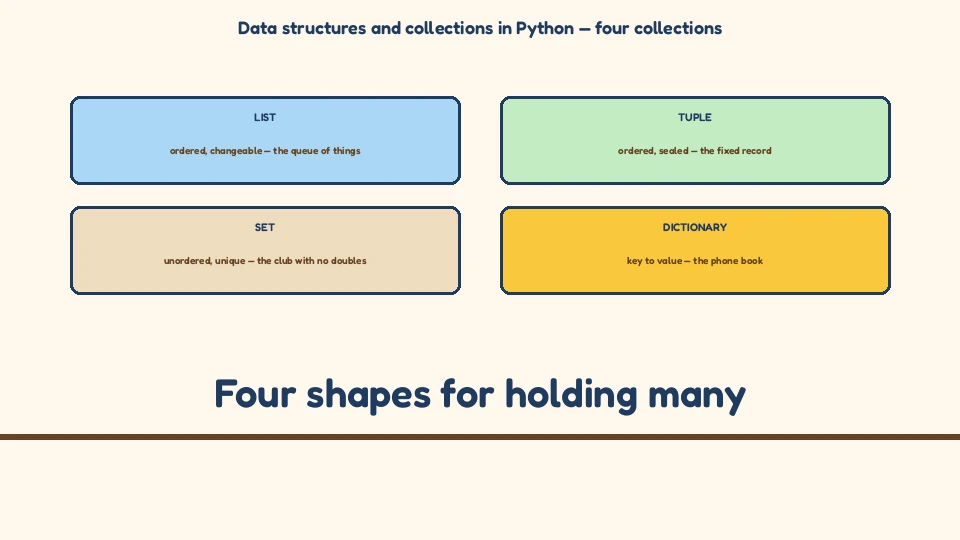 Data structures and collections in Python — four collections
LIST
ordered, changeable — the queue of things
TUPLE
ordered, sealed — the fixed record
SET
unordered, unique — the club with no doubles
DICTIONARY
key to value — the phone book
Four shapes for holding many